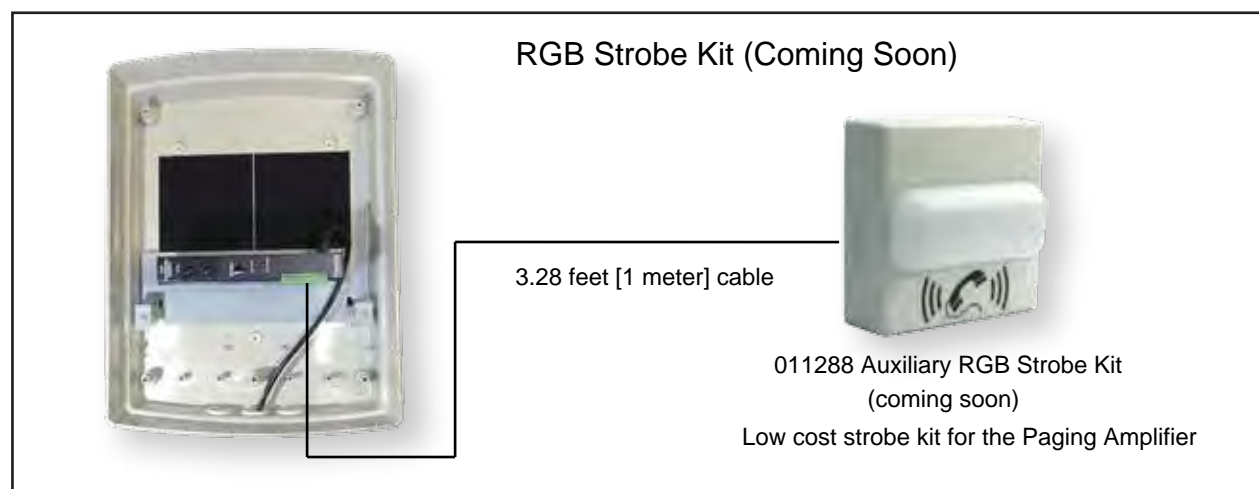 RGB Strobe Kit (Coming Soon)
3.28 feet [1 meter] cable
011288 Auxiliary RGB Strobe Kit
(coming soon)
Low cost strobe kit for the Paging Amplifier